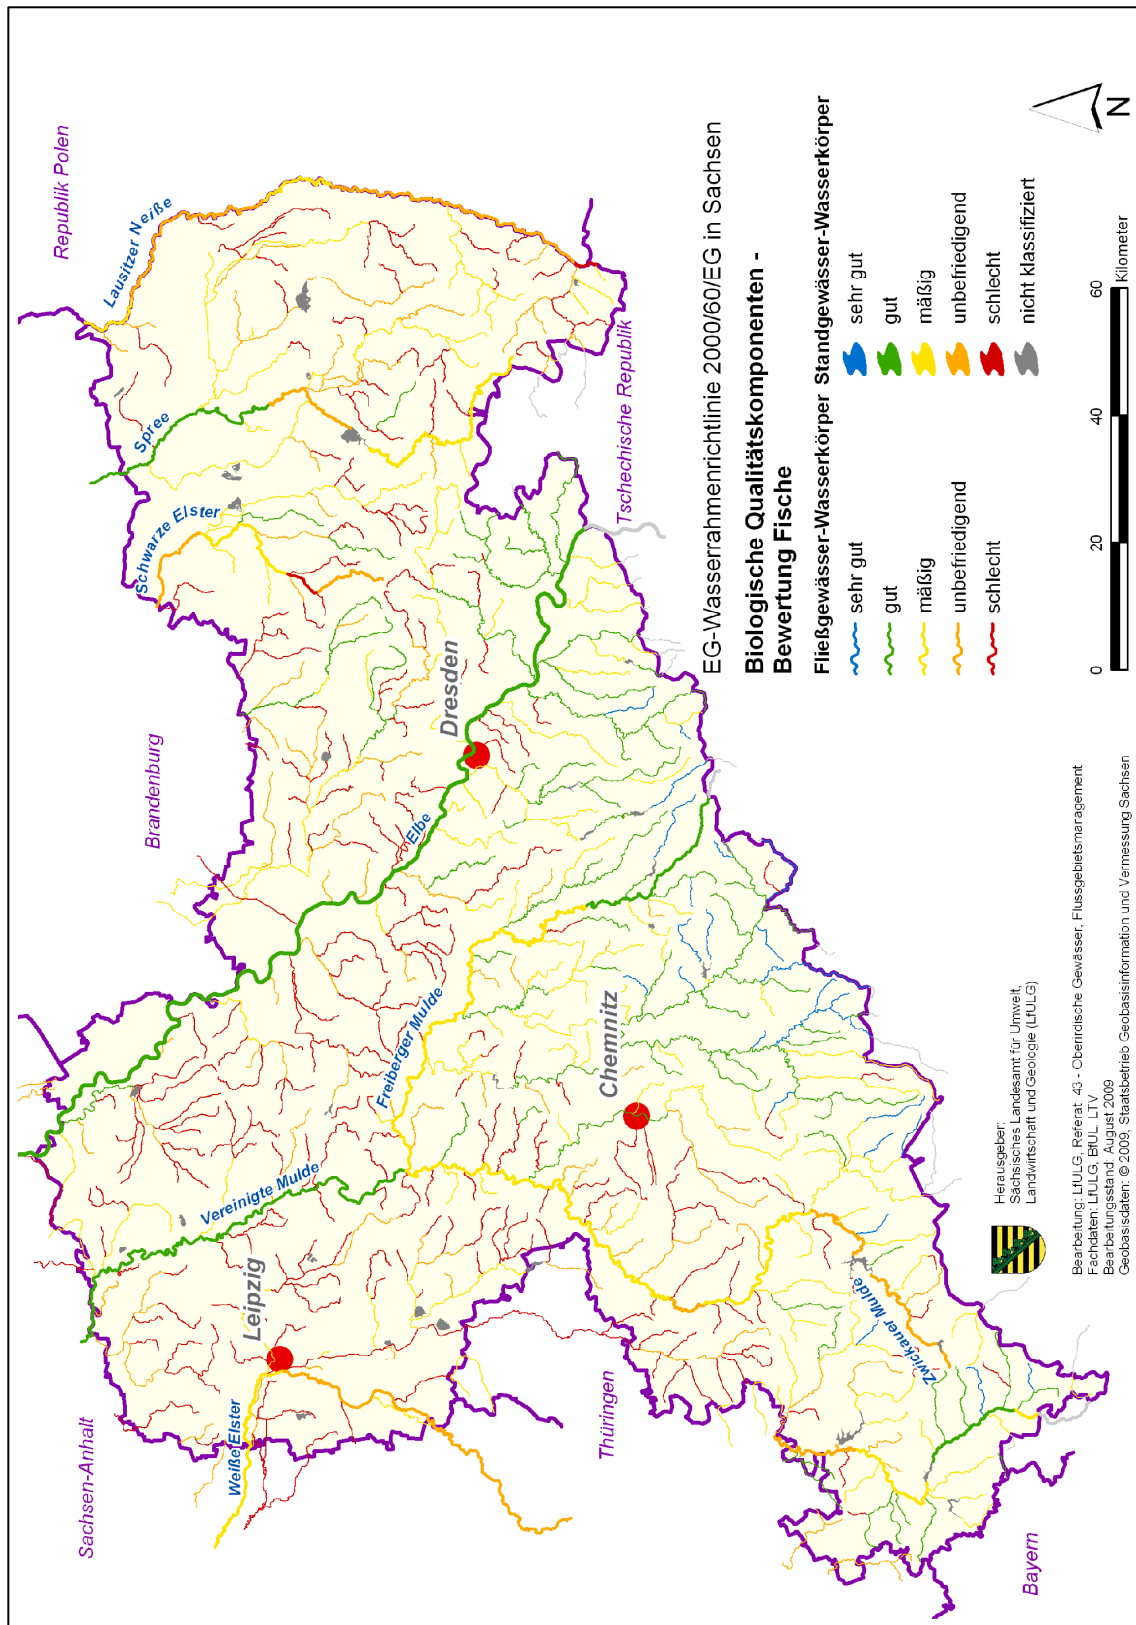 Republik Polen
Lausitzer Neiße
Spree
Schwarze Elster
Tschechische Republik
Brandenburg
Dresden
Elbe
Freiberger Mulde
Chemnitz
Vereinigte Mulde
Leipzig
Weiße Elster
Sachsen-Anhalt
Thüringen
Zwickauer Mulde
Bayern
EG-Wasserrahmenrichtlinie 2000/60/EG in Sachsen
Biologische Qualitätskomponenten -
Bewertung Fische
Fließgewässer-Wasserkörper Standgewässer-Wasserkörper
sehr gut sehr gut
gut gut
mäßig mäßig
unbefriedigend unbefriedigend
schlecht schlecht
nicht klassifiziert
0 20 40 60
Kilometer
N
Herausgeber:
Sächsisches Landesamt für Umwelt,
Landwirtschaft und Geologie (LfULG)
Bearbeitung: LfULG, Referat 43 - Oberirdische Gewässer, Flussgebietsmanagement
Fachdaten: LfULG, BfUL, LTV
Bearbeitungsstand: August 2009
Geobasisdaten: © 2009, Staatsbetrieb Geobasisinformation und Vermessung Sachsen